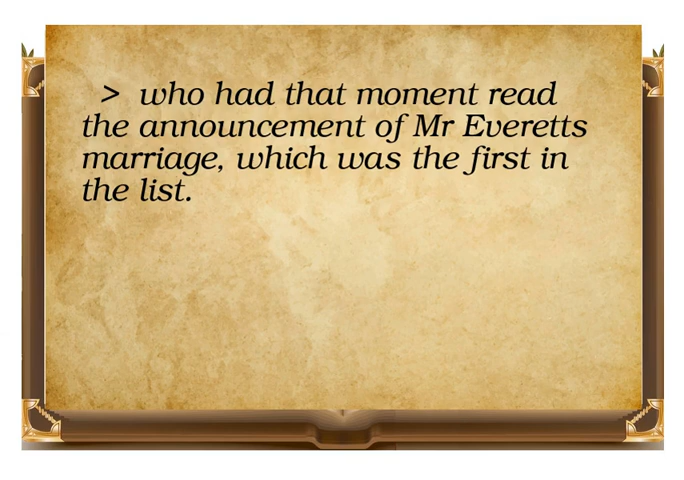 > who had that moment read
the announcement of Mr Everetts
marriage, which was the first in
the list.